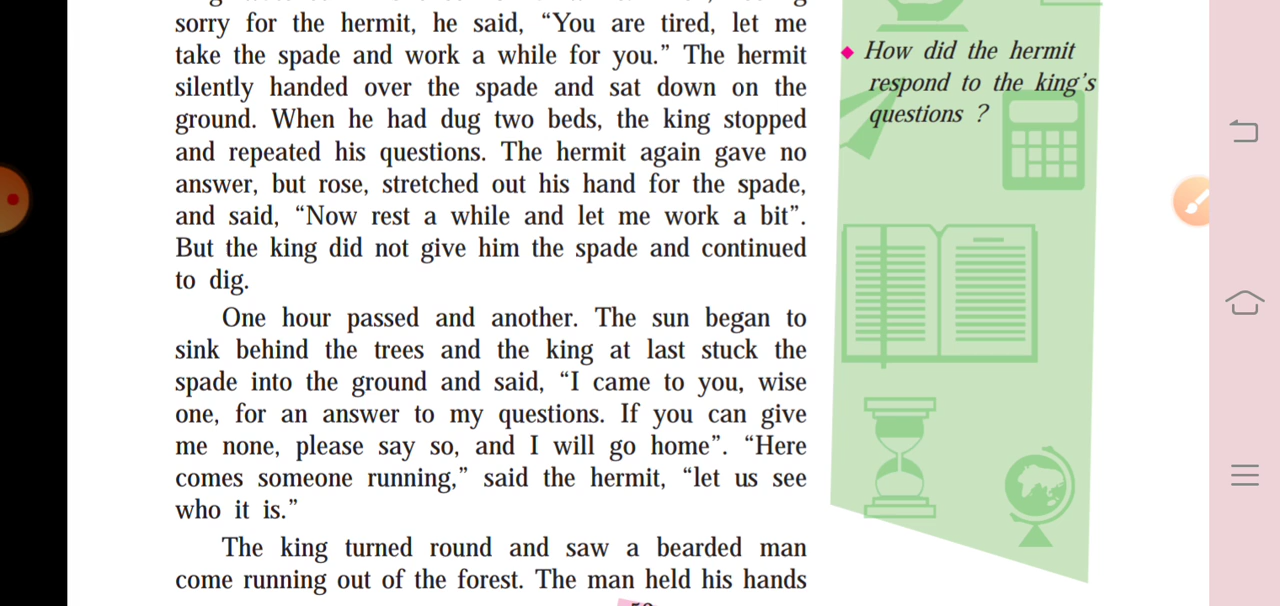 sorry for the hermit, he said, “You are tired, let me
take the spade and work a while for you.” The hermit
silently handed over the spade and sat down on the
ground. When he had dug two beds, the king stopped
and repeated his questions. The hermit again gave no
answer, but rose, stretched out his hand for the spade,
and said, “Now rest a while and let me work a bit”.
But the king did not give him the spade and continued
to dig.
One hour passed and another. The sun began to
sink behind the trees and the king at last stuck the
spade into the ground and said, “I came to you, wise
one, for an answer to my questions. If you can give
me none, please say so, and I will go home”. “Here
comes someone running,” said the hermit, “let us see
who it is.”
The king turned round and saw a bearded man
come running out of the forest. The man held his hands
◆ How did the hermit
respond to the king’s
questions ?